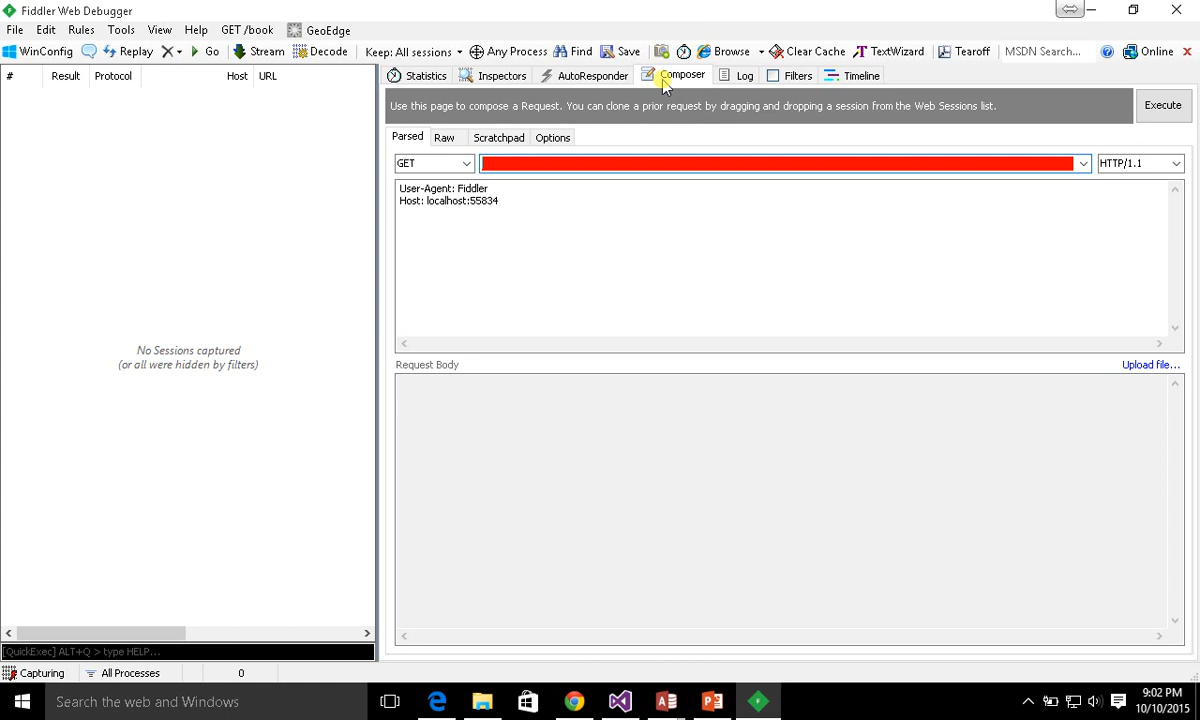 Fiddler Web Debugger
File Edit Rules Tools View Help GET /book GeoEdge
WinConfig Replay Go Stream Decode Keep: All sessions Any Process Find Save Browse Clear Cache TextWizard Tearoff MSDN Search... Online
# Result Protocol Host URL
Statistics Inspectors AutoResponder Composer Log Filters Timeline
Use this page to compose a Request. You can clone a prior request by dragging and dropping a session from the Web Sessions list.
Execute
Parsed Raw Scratchpad Options
GET HTTP/1.1
User-Agent: Fiddler
Host: localhost:55834
No Sessions captured
(or all were hidden by filters)
Request Body Upload file...
[QuickExec] ALT+Q > type HELP...
Capturing All Processes 0
Search the web and Windows
9:02 PM
10/10/2015